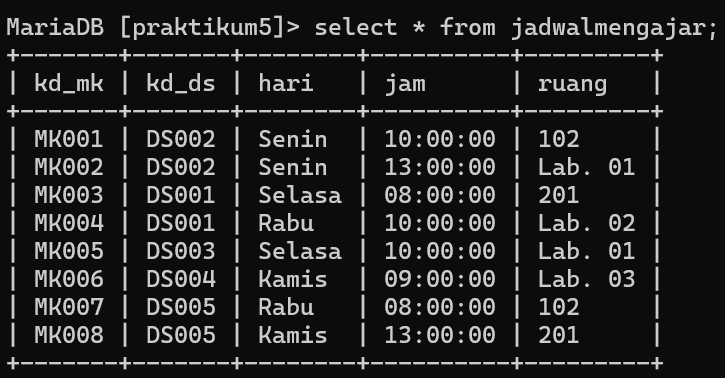 MariaDB [praktikum5]> select * from jadwalmengajar;
+-------+-------+--------+----------+---------+
| kd_mk | kd_ds | hari   | jam      | ruang   |
+-------+-------+--------+----------+---------+
| MK001 | DS002 | Senin  | 10:00:00 | 102     |
| MK002 | DS002 | Senin  | 13:00:00 | Lab. 01 |
| MK003 | DS001 | Selasa | 08:00:00 | 201     |
| MK004 | DS001 | Rabu   | 10:00:00 | Lab. 02 |
| MK005 | DS003 | Selasa | 10:00:00 | Lab. 01 |
| MK006 | DS004 | Kamis  | 09:00:00 | Lab. 03 |
| MK007 | DS005 | Rabu   | 08:00:00 | 102     |
| MK008 | DS005 | Kamis  | 13:00:00 | 201     |
+-------+-------+--------+----------+---------+